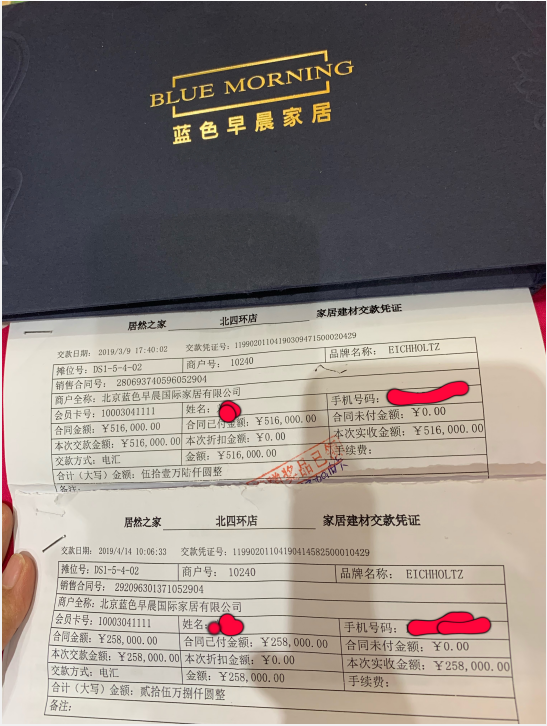 BLUE MORNING
蓝色早晨家居
居然之家 北四环店 家居建材交款凭证
交款日期: 2019/3/9 17:40:02 交款凭证号: 1199020110419030947150002​0429
摊位号: DS1-5-4-02 商户号: 10240 品牌名称: EICHHOLTZ
销售合同号: 280693740596052904
商户全称: 北京蓝色早晨国际家居有限公司
会员卡号: 10003041111 姓名: 手机号码:
合同金额: ￥516,000.00 合同已付金额: ￥516,000.00 合同未付金额: ￥0.00
本次交款金额: ￥516,000.00 本次折扣金额: ￥0.00 本次实收金额: ￥516,000.00
交款方式: 电汇 金额: ￥516,000.00 手续费:
合计(大写)金额: 伍拾壹万陆仟圆整
备注:
居然之家 北四环店 家居建材交款凭证
交款日期: 2019/4/14 10:06:33 交款凭证号: 11990201104190414582500010429
摊位号: DS1-5-4-02 商户号: 10240 品牌名称: EICHHOLTZ
销售合同号: 292096301371052904
商户全称: 北京蓝色早晨国际家居有限公司
会员卡号: 10003041111 姓名: 手机号码:
合同金额: ￥258,000.00 合同已付金额: ￥258,000.00 合同未付金额: ￥0.00
本次交款金额: ￥258,000.00 本次折扣金额: ￥0.00 本次实收金额: ￥258,000.00
交款方式: 电汇 金额: ￥258,000.00 手续费:
合计(大写)金额: 贰拾伍万捌仟圆整
备注: